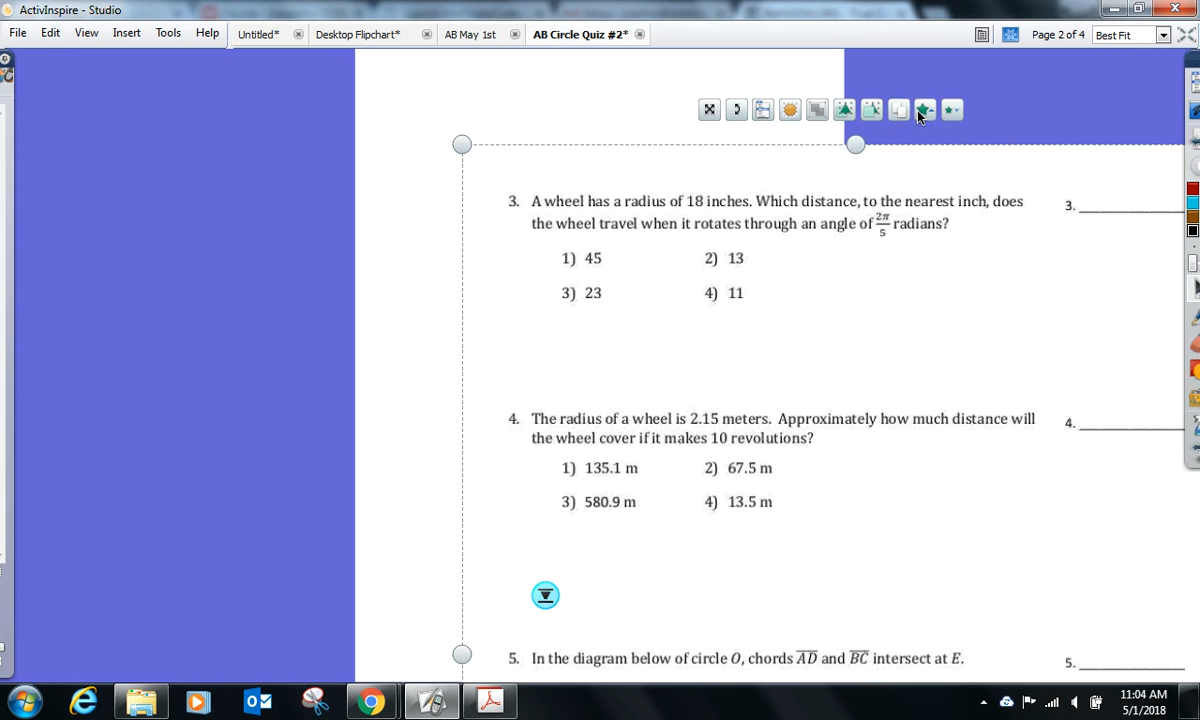 ActivInspire - Studio
File Edit View Insert Tools Help
Untitled* Desktop Flipchart* AB May 1st AB Circle Quiz #2*
Page 2 of 4 Best Fit
3. A wheel has a radius of 18 inches. Which distance, to the nearest inch, does
the wheel travel when it rotates through an angle of 2π/5 radians?
3. ___________
1) 45 2) 13
3) 23 4) 11
4. The radius of a wheel is 2.15 meters. Approximately how much distance will
the wheel cover if it makes 10 revolutions?
4. ___________
1) 135.1 m 2) 67.5 m
3) 580.9 m 4) 13.5 m
5. In the diagram below of circle O, chords A̅D̅ and B̅C̅ intersect at E.
5. ___________
11:04 AM
5/1/2018